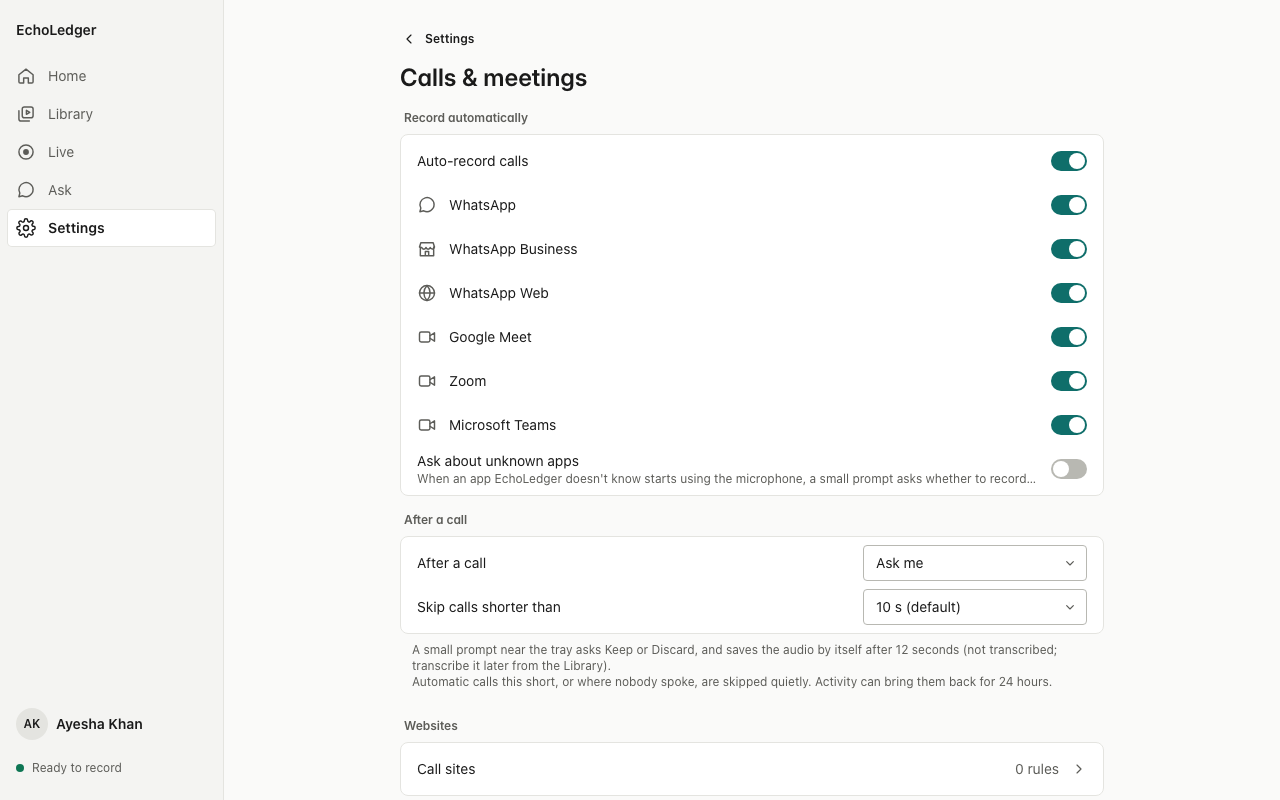 EchoLedger
Home
Library
Live
Ask
Settings
AK
Ayesha Khan
Ready to record
Settings
Calls & meetings
Record automatically
Auto-record calls
WhatsApp
WhatsApp Business
WhatsApp Web
Google Meet
Zoom
Microsoft Teams
Ask about unknown apps
When an app EchoLedger doesn't know starts using the microphone, a small prompt asks whether to record...
After a call
After a call
Ask me
Skip calls shorter than
10 s (default)
A small prompt near the tray asks Keep or Discard, and saves the audio by itself after 12 seconds (not transcribed;
transcribe it later from the Library).
Automatic calls this short, or where nobody spoke, are skipped quietly. Activity can bring them back for 24 hours.
Websites
Call sites
0 rules